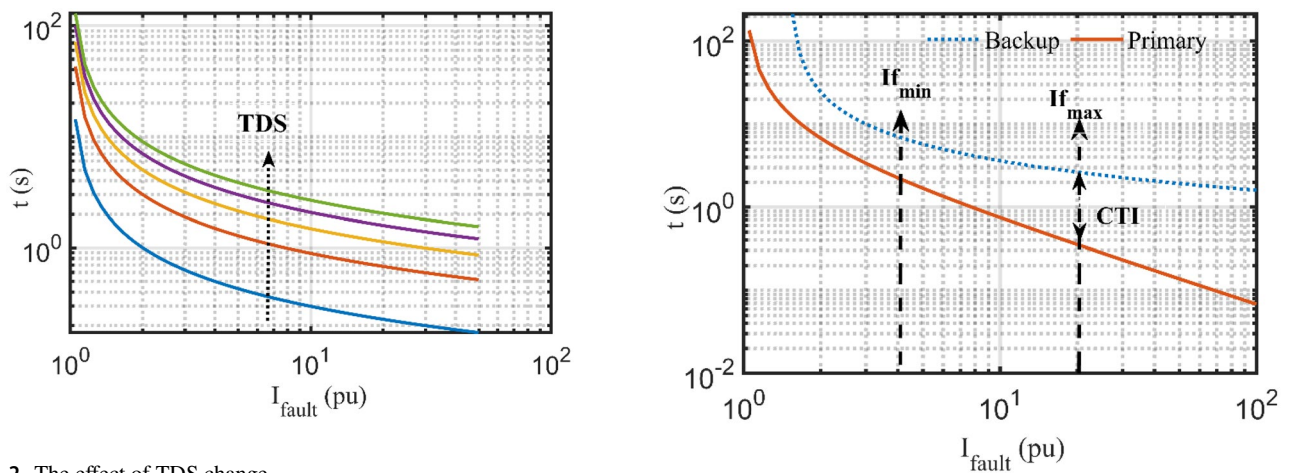 10^2
10^0
t (s)
TDS
10^0
10^1
10^2
I_fault (pu)
2. The effect of TDS change
10^2
10^0
10^-2
t (s)
Backup
Primary
If_min
If_max
CTI
10^0
10^1
10^2
I_fault (pu)